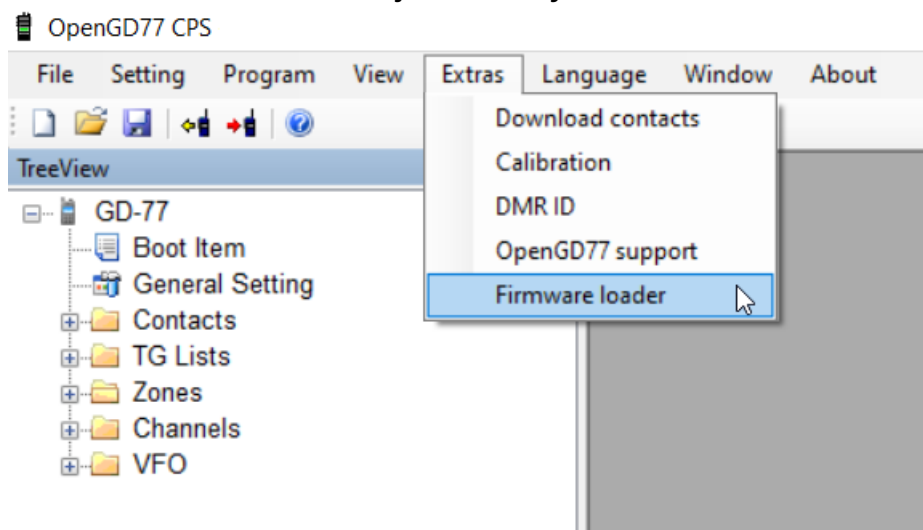 OpenGD77 CPS
File Setting Program View Extras Language Window About
Download contacts
TreeView
Calibration
GD-77
DMR ID
Boot Item
OpenGD77 support
General Setting
Firmware loader
Contacts
TG Lists
Zones
Channels
VFO